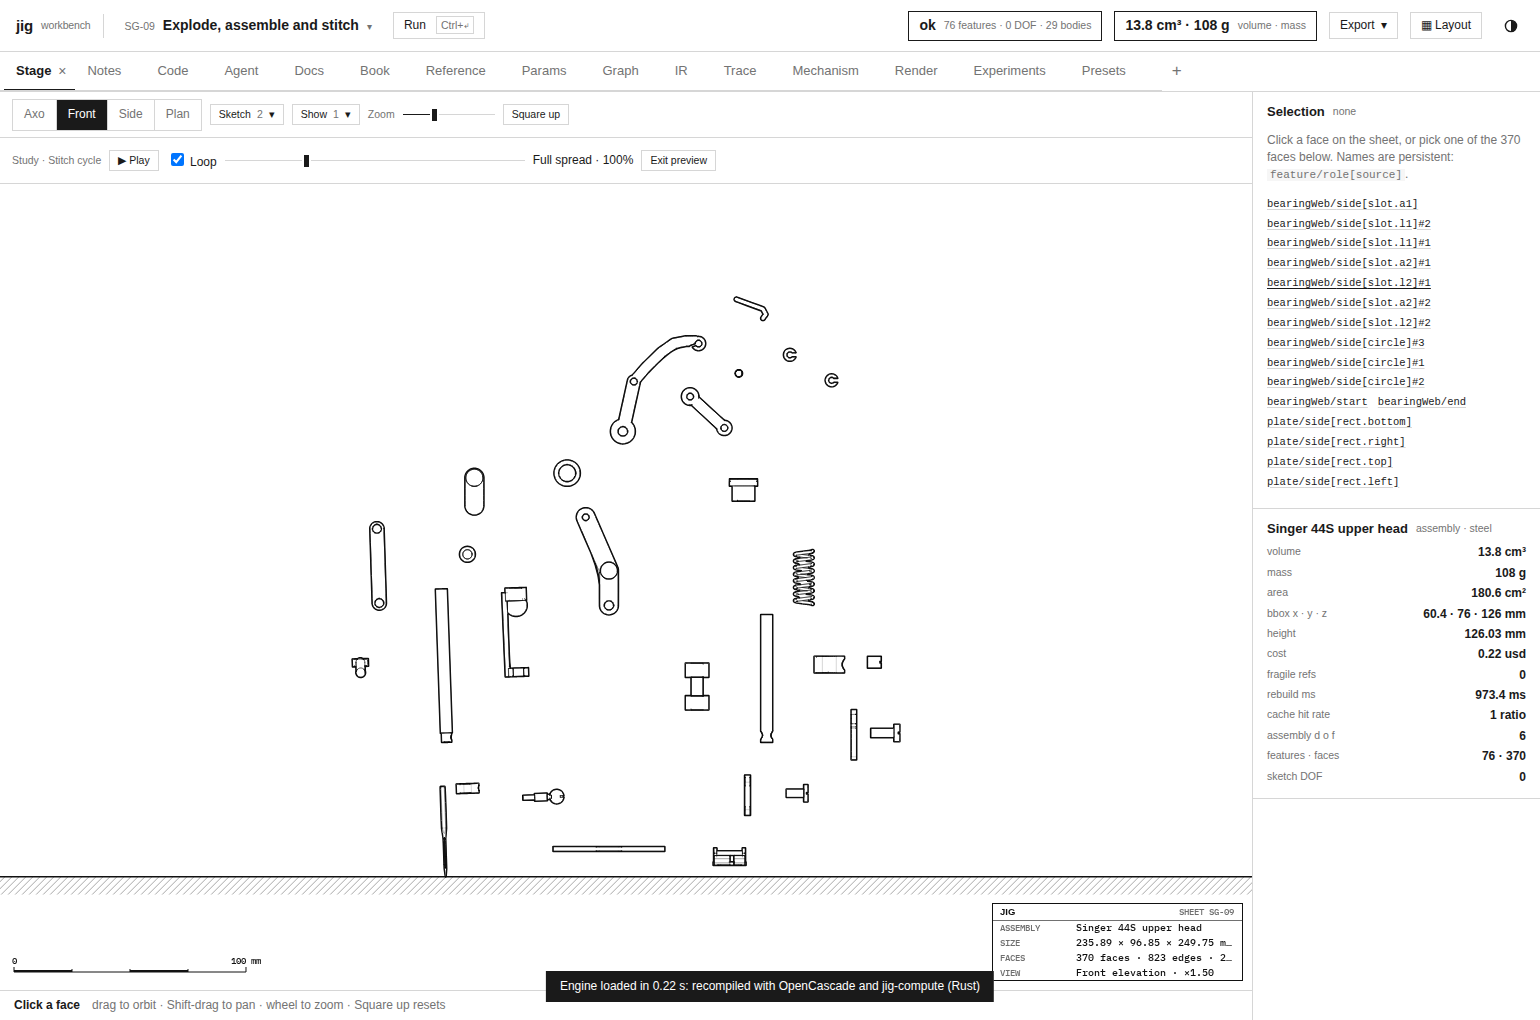 jig workbench SG-09 Explode, assemble and stitch ▾ Run Ctrl+↵ ok 76 features · 0 DOF · 29 bodies 13.8 cm³ · 108 g volume · mass Export ▾ ▦ Layout
Stage × Notes Code Agent Docs Book Reference Params Graph IR Trace Mechanism Render Experiments Presets +
Axo Front Side Plan Sketch 2 ▾ Show 1 ▾ Zoom Square up
Study · Stitch cycle ▶ Play Loop Full spread · 100% Exit preview
Selection none
Click a face on the sheet, or pick one of the 370
faces below. Names are persistent:
feature/role[source].
bearingWeb/side[slot.a1]
bearingWeb/side[slot.l1]#2
bearingWeb/side[slot.l1]#1
bearingWeb/side[slot.a2]#1
bearingWeb/side[slot.l2]#1
bearingWeb/side[slot.a2]#2
bearingWeb/side[slot.l2]#2
bearingWeb/side[circle]#3
bearingWeb/side[circle]#1
bearingWeb/side[circle]#2
bearingWeb/start bearingWeb/end
plate/side[rect.bottom]
plate/side[rect.right]
plate/side[rect.top]
plate/side[rect.left]
Singer 44S upper head assembly · steel
volume 13.8 cm³
mass 108 g
area 180.6 cm²
bbox x · y · z 60.4 · 76 · 126 mm
height 126.03 mm
cost 0.22 usd
fragile refs 0
rebuild ms 973.4 ms
cache hit rate 1 ratio
assembly d o f 6
features · faces 76 · 370
sketch DOF 0
JIG SHEET SG-09
ASSEMBLY Singer 44S upper head
SIZE 235.89 × 96.85 × 249.75 m…
FACES 370 faces · 823 edges · 2…
VIEW Front elevation · ×1.50
0 100 mm
Engine loaded in 0.22 s: recompiled with OpenCascade and jig-compute (Rust)
Click a face drag to orbit · Shift-drag to pan · wheel to zoom · Square up resets